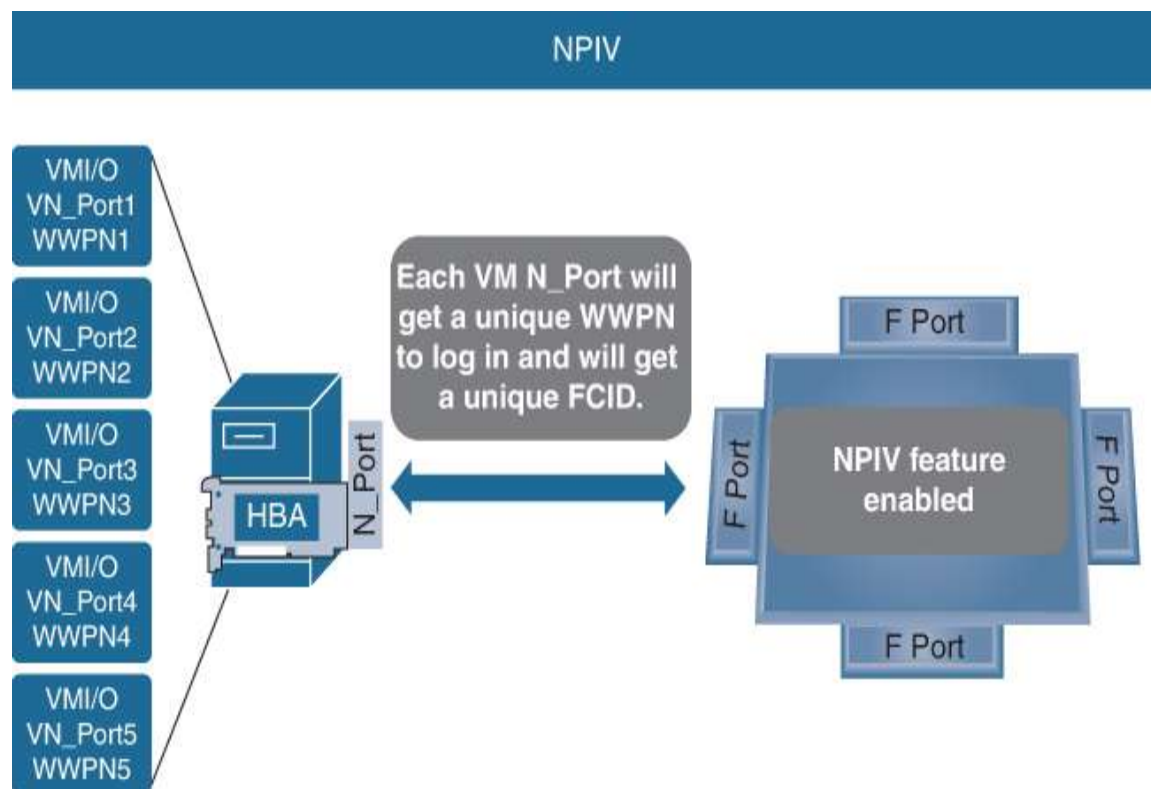 NPIV
VMI/O
VN_Port1
WWPN1
VMI/O
VN_Port2
WWPN2
VMI/O
VN_Port3
WWPN3
VMI/O
VN_Port4
WWPN4
VMI/O
VN_Port5
WWPN5
HBA
N_Port
Each VM N_Port will
get a unique WWPN
to log in and will get
a unique FCID.
F Port
F Port
NPIV feature
enabled
F Port
F Port